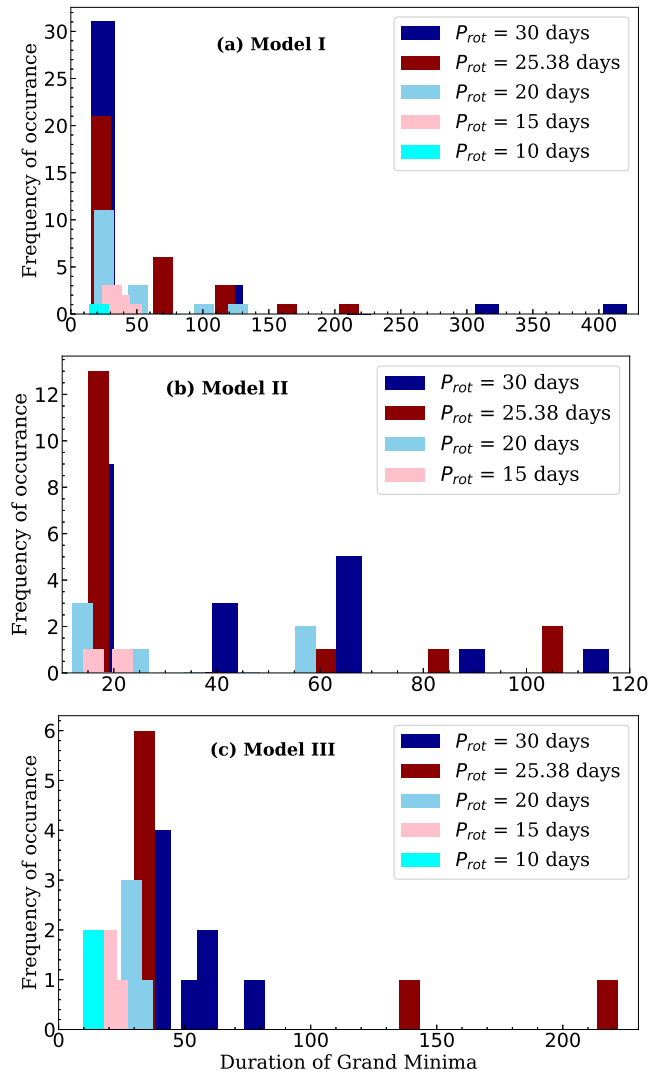 (a) Model I
P_rot = 30 days
P_rot = 25.38 days
P_rot = 20 days
P_rot = 15 days
P_rot = 10 days
Frequency of occurance
30
25
20
15
10
5
0
0 50 100 150 200 250 300 350 400
(b) Model II
P_rot = 30 days
P_rot = 25.38 days
P_rot = 20 days
P_rot = 15 days
Frequency of occurance
12
10
8
6
4
2
0
20 40 60 80 100 120
(c) Model III
P_rot = 30 days
P_rot = 25.38 days
P_rot = 20 days
P_rot = 15 days
P_rot = 10 days
Frequency of occurance
6
5
4
3
2
1
0
0 50 100 150 200
Duration of Grand Minima